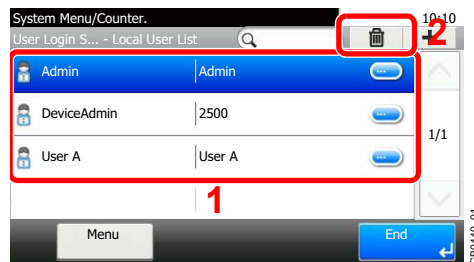 System Menu/Counter. 10:10
User Login S... - Local User List 2
Admin Admin
DeviceAdmin 2500
1/1
User A User A
1
Menu End